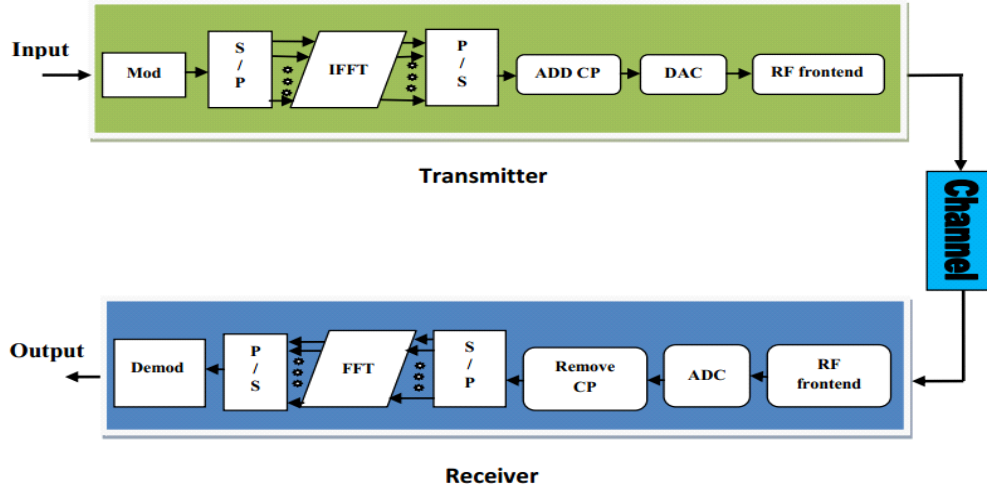 Input
Mod
S
/
P
IFFT
P
/
S
ADD CP
DAC
RF frontend
Transmitter
Channel
Output
Demod
P
/
S
FFT
S
/
P
Remove
CP
ADC
RF
frontend
Receiver